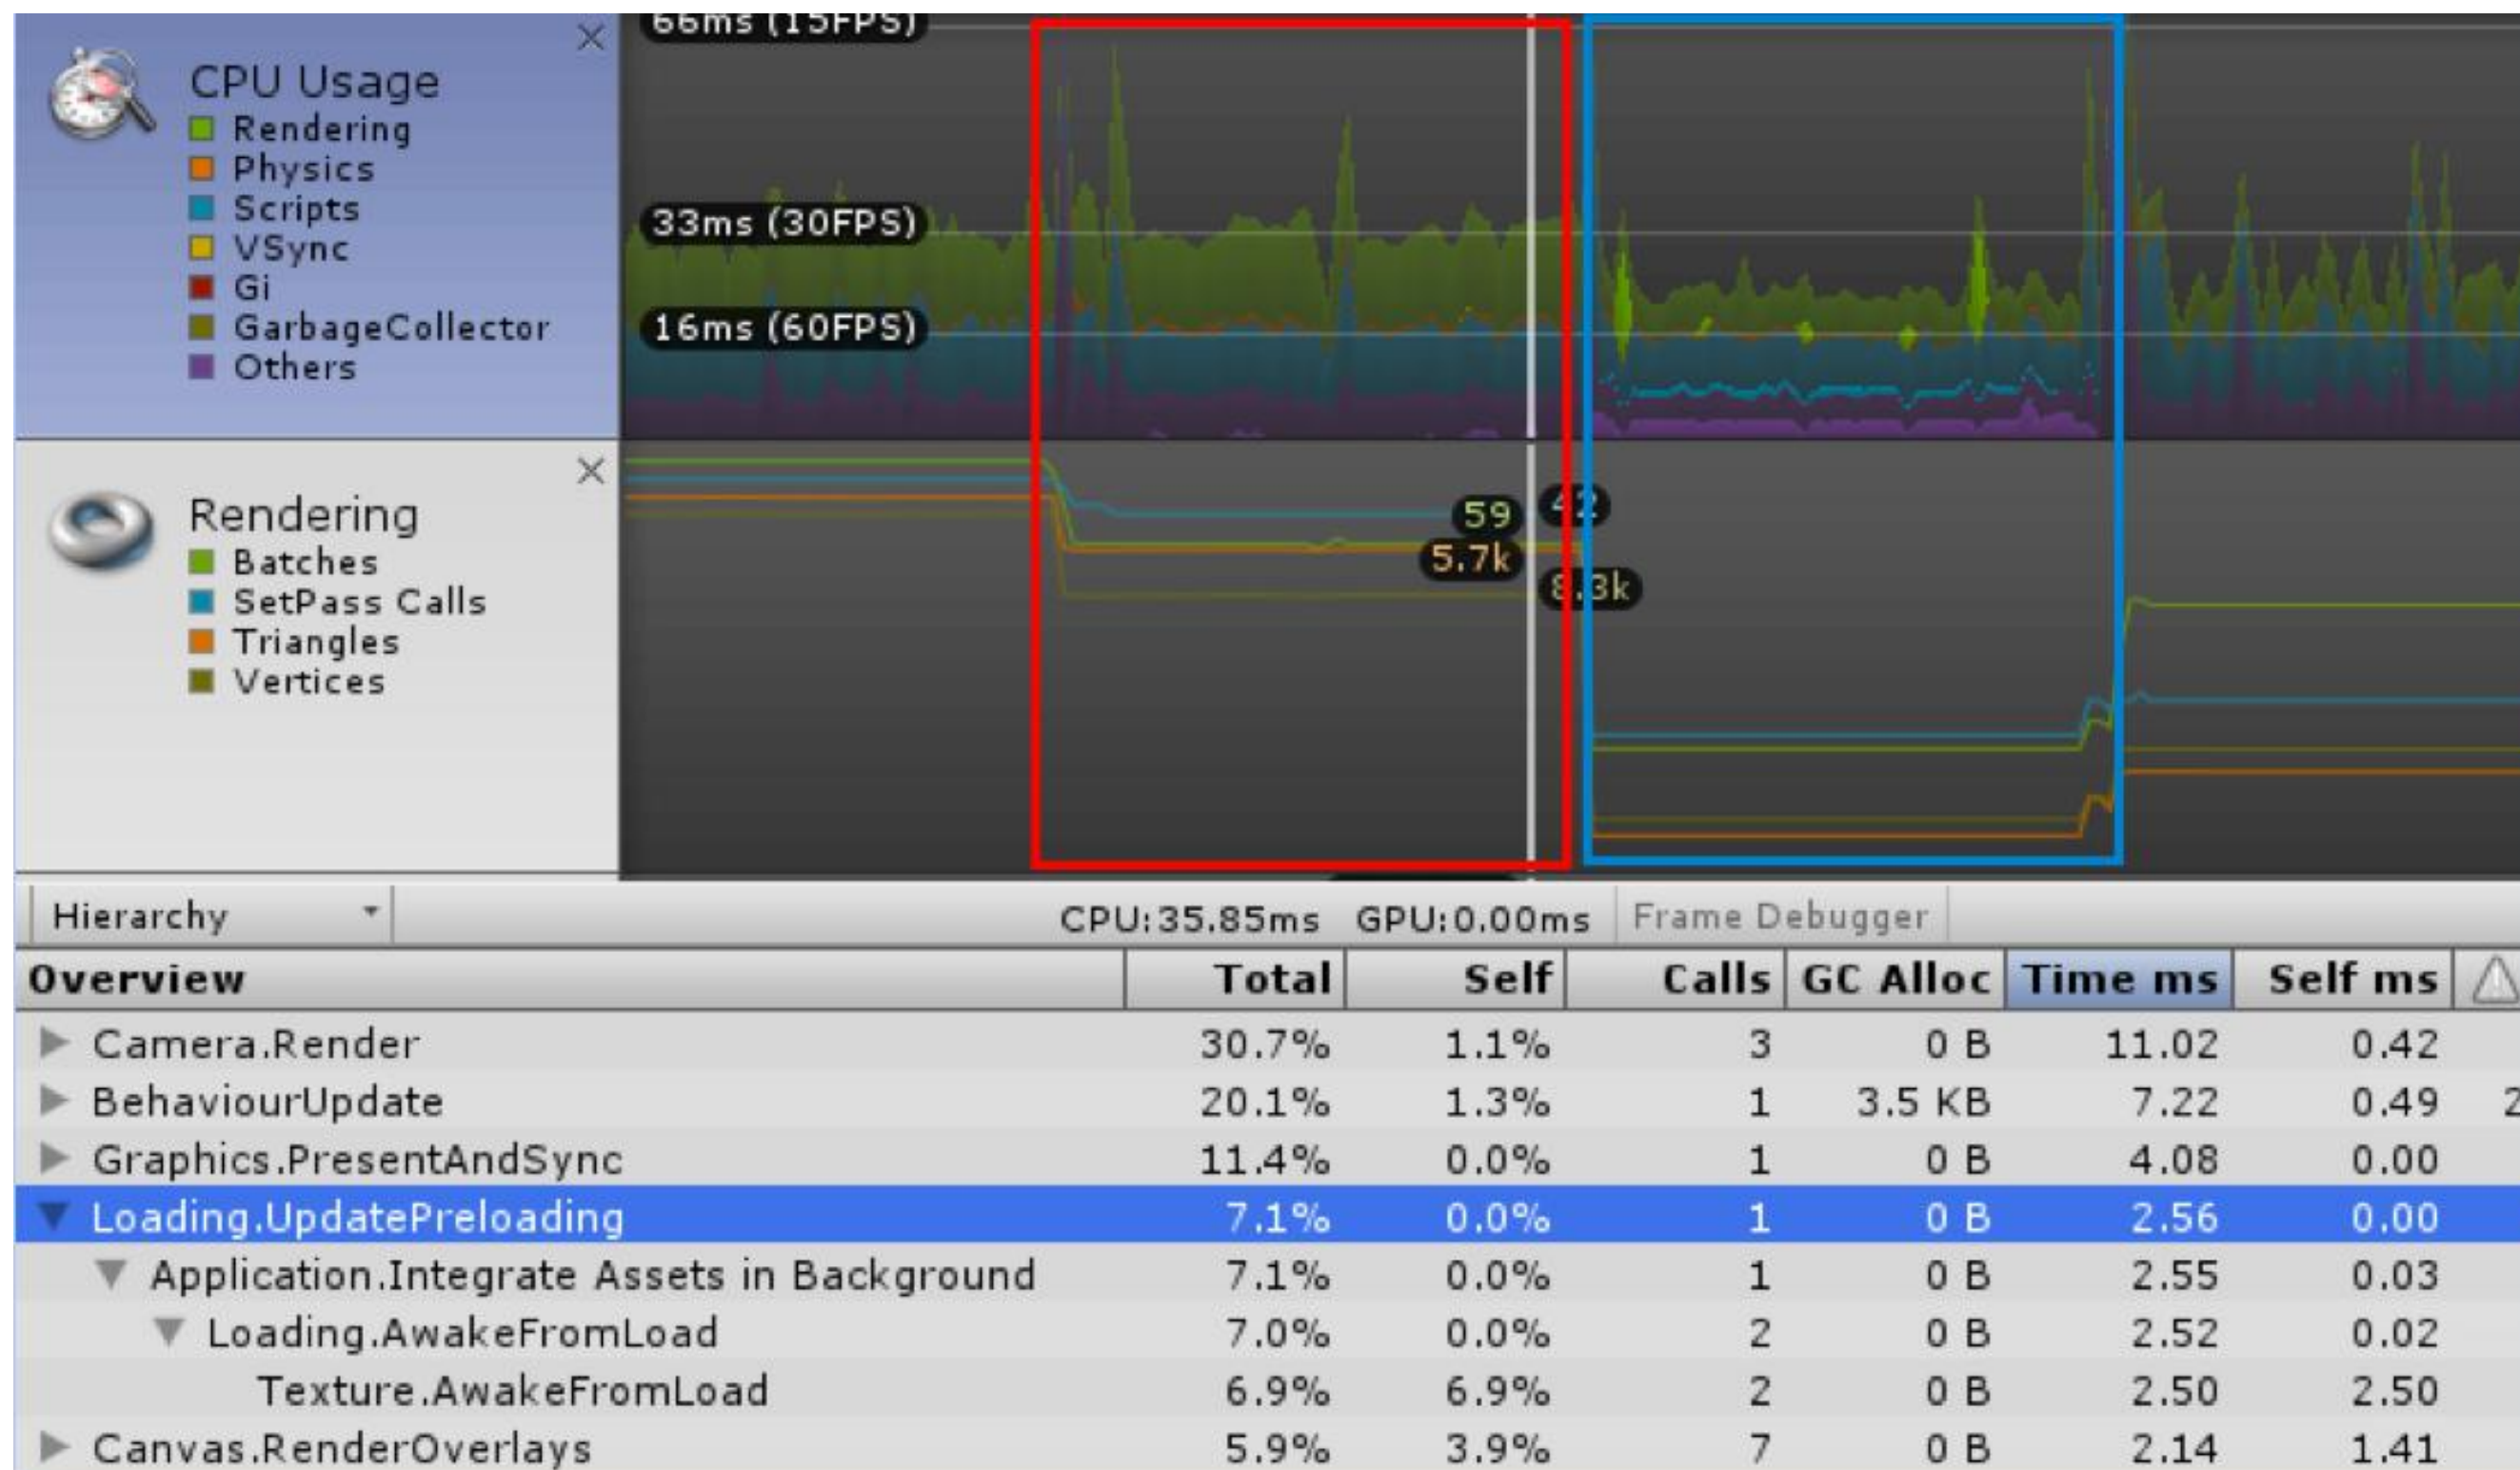 CPU Usage
Rendering
Physics
Scripts
VSync
Gi
GarbageCollector
Others
66ms (15FPS)
33ms (30FPS)
16ms (60FPS)
Rendering
Batches
SetPass Calls
Triangles
Vertices
59
42
5.7k
8.3k
Hierarchy CPU:35.85ms GPU:0.00ms Frame Debugger
Overview Total Self Calls GC Alloc Time ms Self ms
Camera.Render 30.7% 1.1% 3 0 B 11.02 0.42
BehaviourUpdate 20.1% 1.3% 1 3.5 KB 7.22 0.49 2
Graphics.PresentAndSync 11.4% 0.0% 1 0 B 4.08 0.00
Loading.UpdatePreloading 7.1% 0.0% 1 0 B 2.56 0.00
Application.Integrate Assets in Background 7.1% 0.0% 1 0 B 2.55 0.03
Loading.AwakeFromLoad 7.0% 0.0% 2 0 B 2.52 0.02
Texture.AwakeFromLoad 6.9% 6.9% 2 0 B 2.50 2.50
Canvas.RenderOverlays 5.9% 3.9% 7 0 B 2.14 1.41